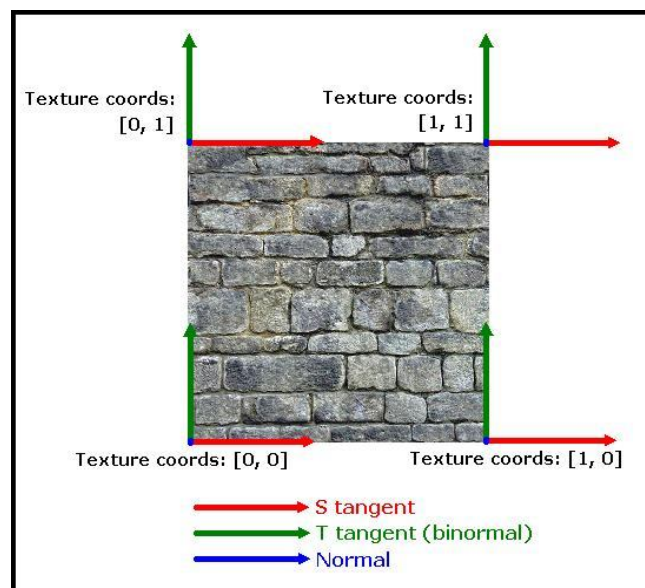 Texture coords:
[0, 1]
Texture coords:
[1, 1]
Texture coords: [0, 0]
Texture coords: [1, 0]
S tangent
T tangent (binormal)
Normal